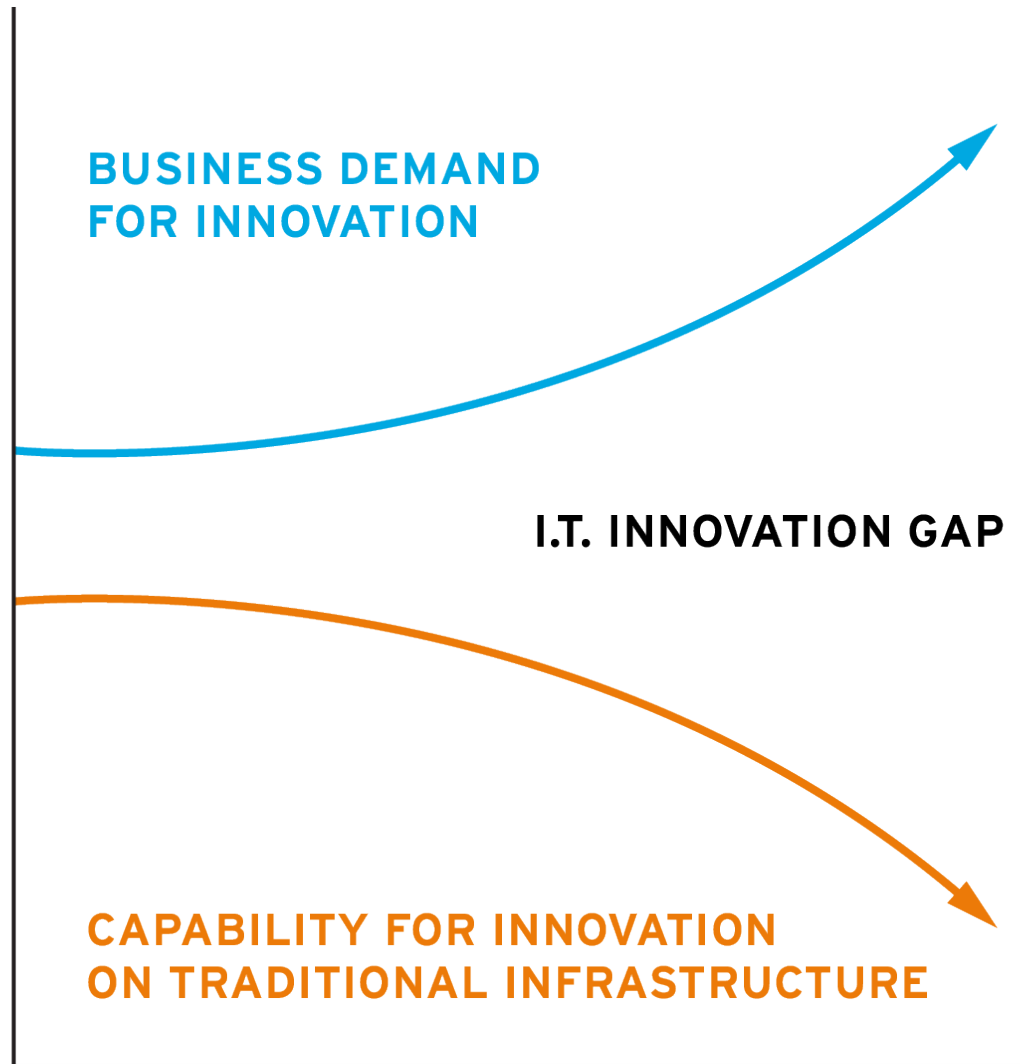 BUSINESS DEMAND
FOR INNOVATION
I.T. INNOVATION GAP
CAPABILITY FOR INNOVATION
ON TRADITIONAL INFRASTRUCTURE